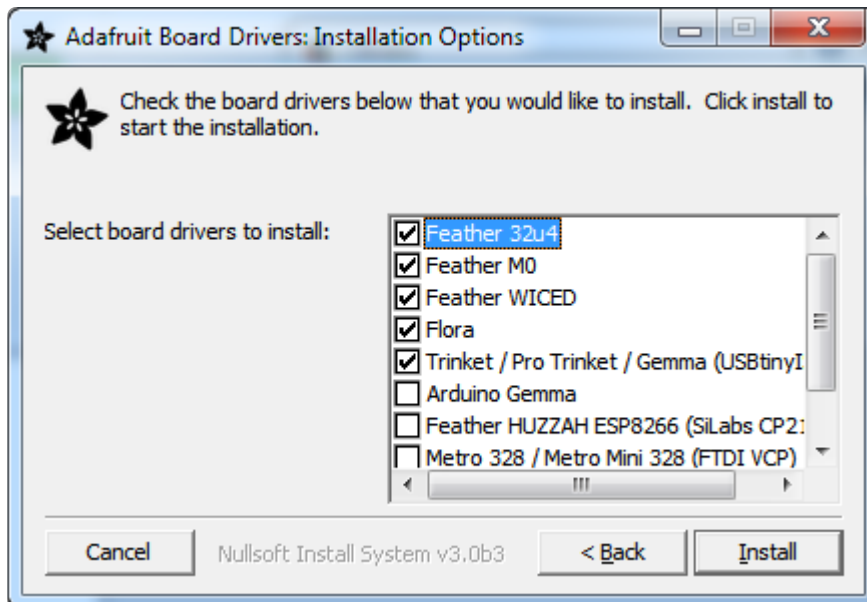 Adafruit Board Drivers: Installation Options
Check the board drivers below that you would like to install. Click install to
start the installation.
Select board drivers to install:
Feather 32u4
Feather M0
Feather WICED
Flora
Trinket / Pro Trinket / Gemma (USBtinyI
Arduino Gemma
Feather HUZZAH ESP8266 (SiLabs CP21
Metro 328 / Metro Mini 328 (FTDI VCP)
Cancel
Nullsoft Install System v3.0b3
< Back
Install